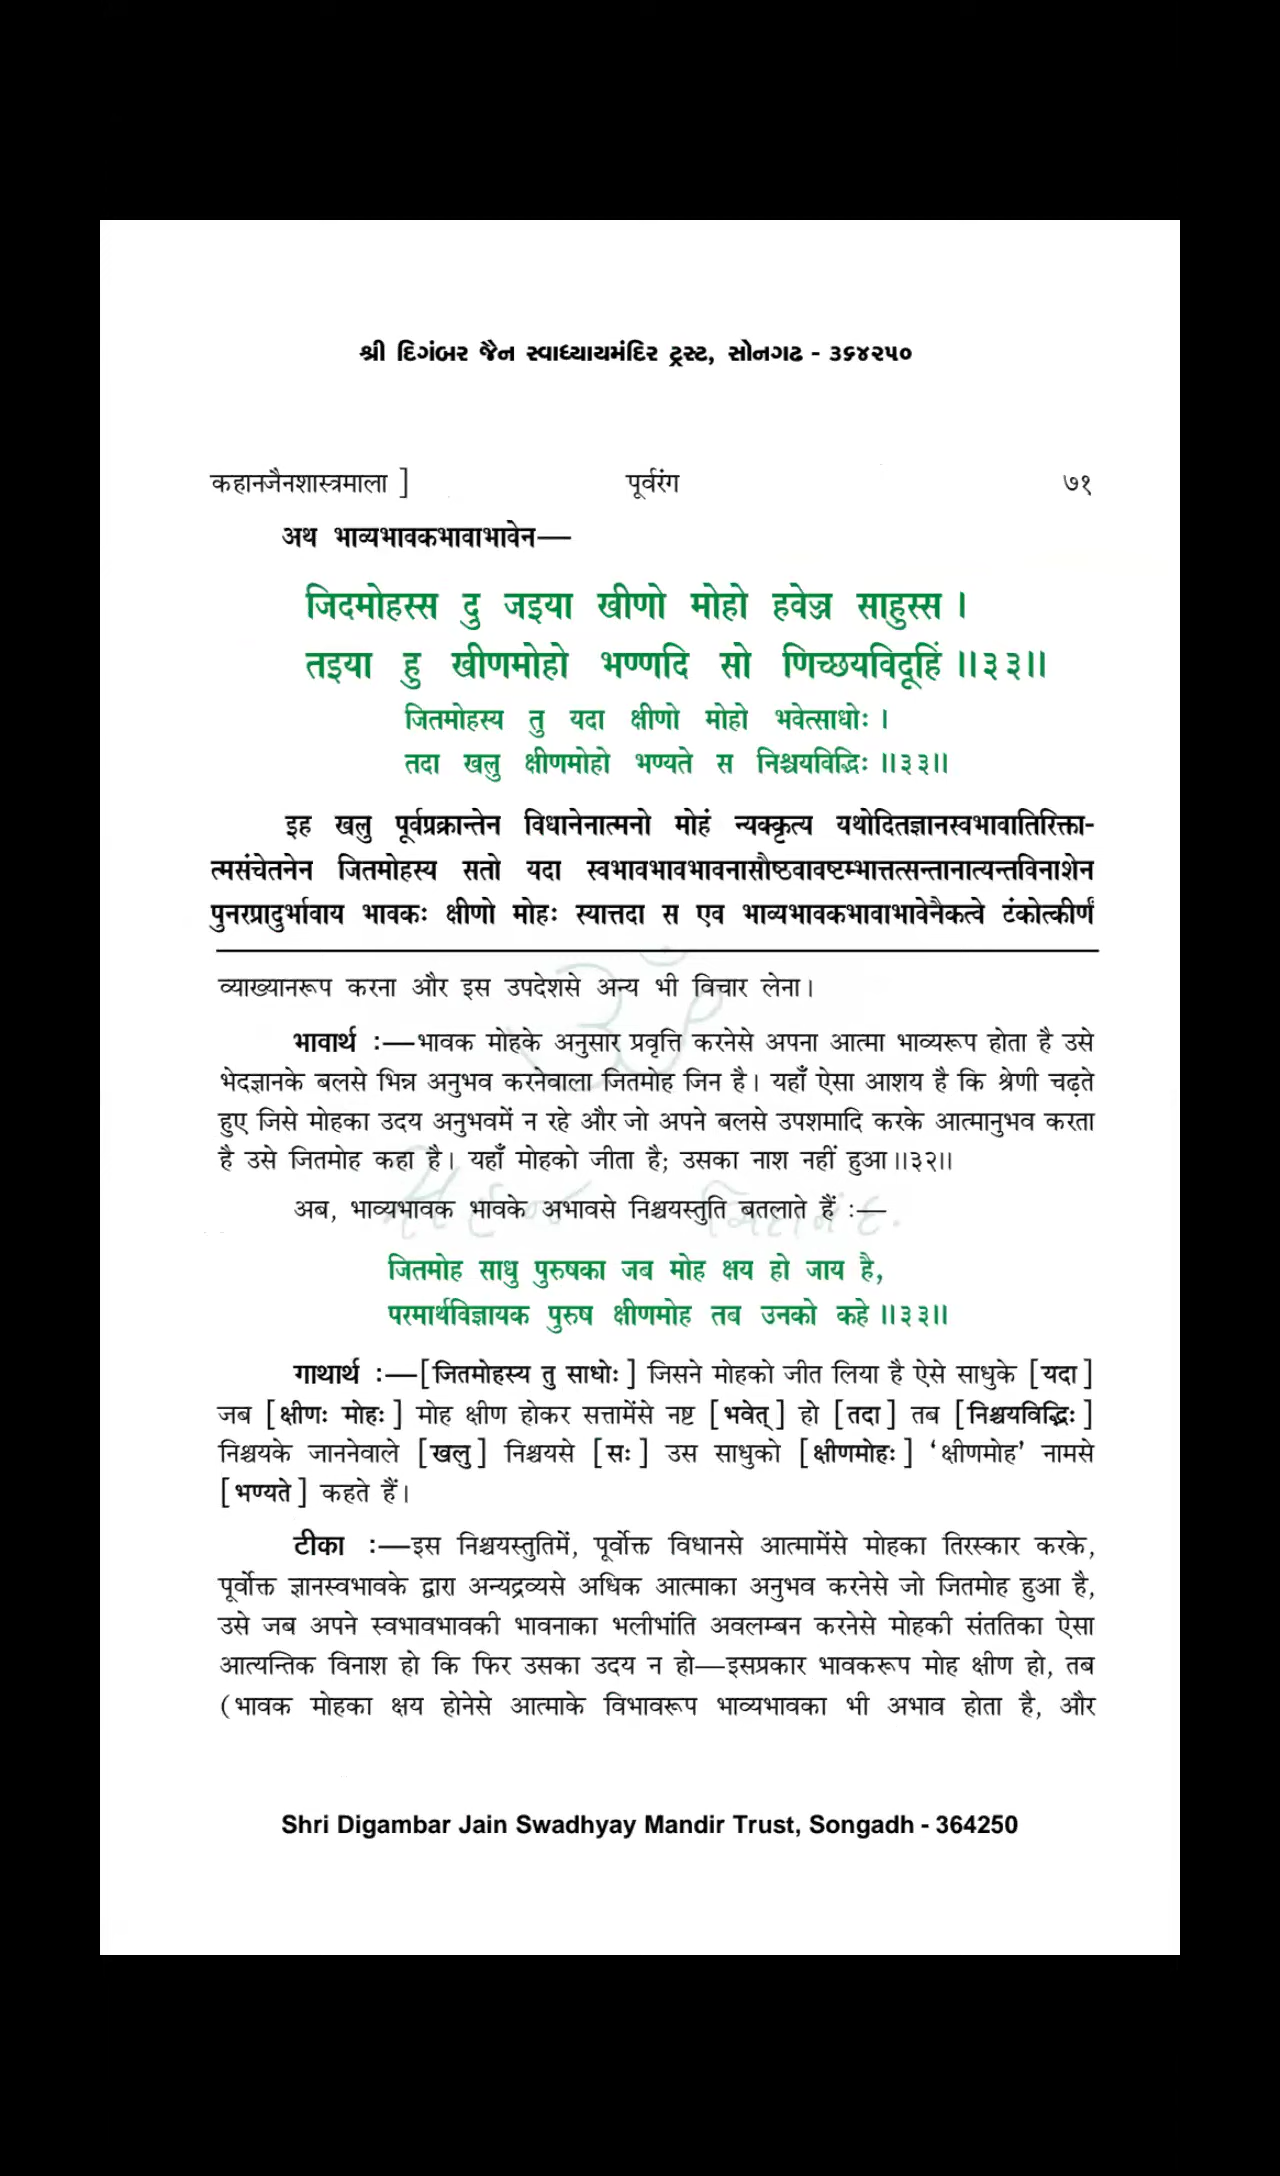 શ્રી દિગંબર જૈન સ્વાધ્યાયમંદિર ટ્રસ્ટ, સોનગઢ - ૩૬૪૨૫૦
कहानजैनशास्त्रमाला ] पूर्वरंग ७१
अथ भाव्यभावकभावाभावेन—
जिदमोहस्स दु जइया खीणो मोहो हवेज्ज साहुस्स ।
तइया हु खीणमोहो भण्णदि सो णिच्छयविदूहिं ॥३३॥
जितमोहस्य तु यदा क्षीणो मोहो भवेत्साधोः ।
तदा खलु क्षीणमोहो भण्यते स निश्चयविद्भिः ॥३३॥
इह खलु पूर्वप्रक्रान्तेन विधानेनात्मनो मोहं न्यक्कृत्य यथोदितज्ञानस्वभावातिरिक्ता-
त्मसंचेतनेन जितमोहस्य सतो यदा स्वभावभावभावनासौष्ठवावष्टम्भात्तत्सन्तानात्यन्तविनाशेन
पुनरप्रादुर्भावाय भावकः क्षीणो मोहः स्यात्तदा स एव भाव्यभावकभावाभावेनैकत्वे टंकोत्कीर्णं
व्याख्यानरूप करना और इस उपदेशसे अन्य भी विचार लेना।
भावार्थ :—भावक मोहके अनुसार प्रवृत्ति करनेसे अपना आत्मा भाव्यरूप होता है उसे
भेदज्ञानके बलसे भिन्न अनुभव करनेवाला जितमोह जिन है। यहाँ ऐसा आशय है कि श्रेणी चढ़ते
हुए जिसे मोहका उदय अनुभवमें न रहे और जो अपने बलसे उपशमादि करके आत्मानुभव करता
है उसे जितमोह कहा है। यहाँ मोहको जीता है; उसका नाश नहीं हुआ॥३२॥
अब, भाव्यभावक भावके अभावसे निश्चयस्तुति बतलाते हैं :—
जितमोह साधु पुरुषका जब मोह क्षय हो जाय है,
परमार्थविज्ञायक पुरुष क्षीणमोह तब उनको कहे॥३३॥
गाथार्थ :—[जितमोहस्य तु साधोः] जिसने मोहको जीत लिया है ऐसे साधुके [यदा]
जब [क्षीणः मोहः] मोह क्षीण होकर सत्तामेंसे नष्ट [भवेत्] हो [तदा] तब [निश्चयविद्भिः]
निश्चयके जाननेवाले [खलु] निश्चयसे [सः] उस साधुको [क्षीणमोहः] ‘क्षीणमोह’ नामसे
[भण्यते] कहते हैं।
टीका :—इस निश्चयस्तुतिमें, पूर्वोक्त विधानसे आत्मामेंसे मोहका तिरस्कार करके,
पूर्वोक्त ज्ञानस्वभावके द्वारा अन्यद्रव्यसे अधिक आत्माका अनुभव करनेसे जो जितमोह हुआ है,
उसे जब अपने स्वभावभावकी भावनाका भलीभांति अवलम्बन करनेसे मोहकी संततिका ऐसा
आत्यन्तिक विनाश हो कि फिर उसका उदय न हो—इसप्रकार भावकरूप मोह क्षीण हो, तब
(भावक मोहका क्षय होनेसे आत्माके विभावरूप भाव्यभावका भी अभाव होता है, और
Shri Digambar Jain Swadhyay Mandir Trust, Songadh - 364250